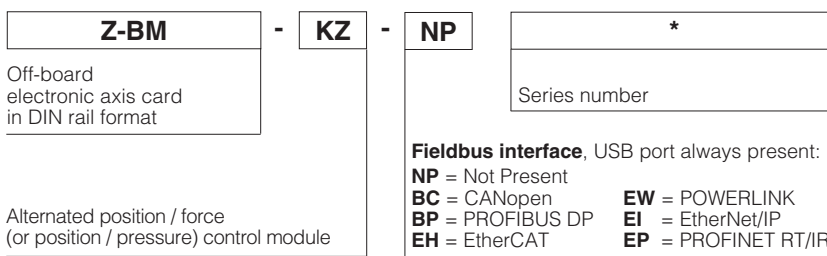 Z-BM - KZ - NP *
Off-board
electronic axis card
in DIN rail format
Series number
Fieldbus interface, USB port always present:
NP = Not Present
BC = CANopen EW = POWERLINK
BP = PROFIBUS DP EI = EtherNet/IP
EH = EtherCAT EP = PROFINET RT/IR
Alternated position / force
(or position / pressure) control module